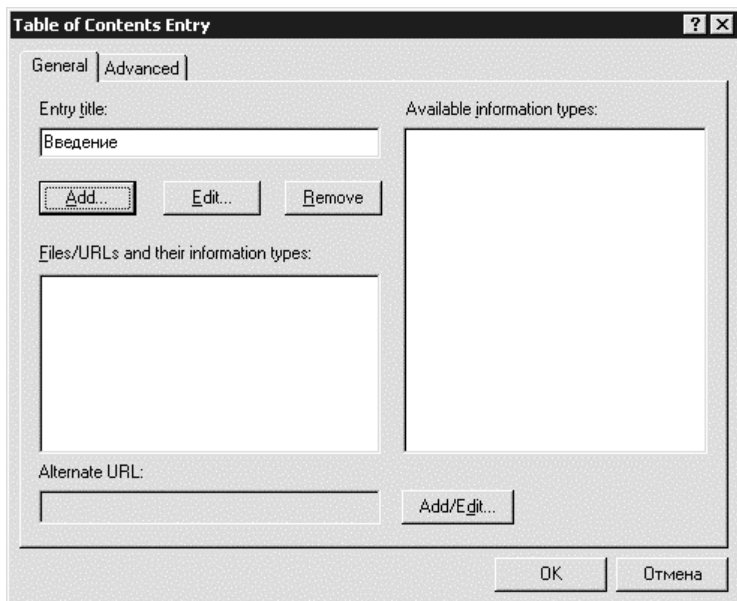 Table of Contents Entry
General Advanced
Entry title:
Введение
Add... Edit... Remove
Files/URLs and their information types:
Alternate URL:
Available information types:
Add/Edit...
OK Отмена